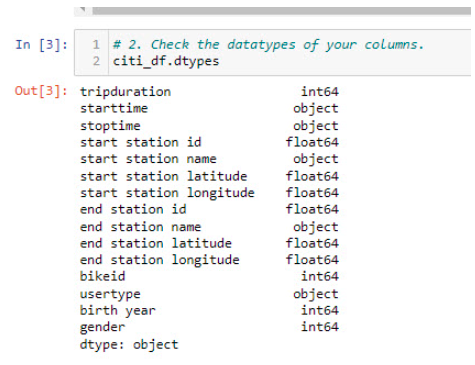 In [3]: 1 # 2. Check the datatypes of your columns.
2 citi_df.dtypes
Out[3]: tripduration int64
starttime object
stoptime object
start station id float64
start station name object
start station latitude float64
start station longitude float64
end station id float64
end station name object
end station latitude float64
end station longitude float64
bikeid int64
usertype object
birth year int64
gender int64
dtype: object